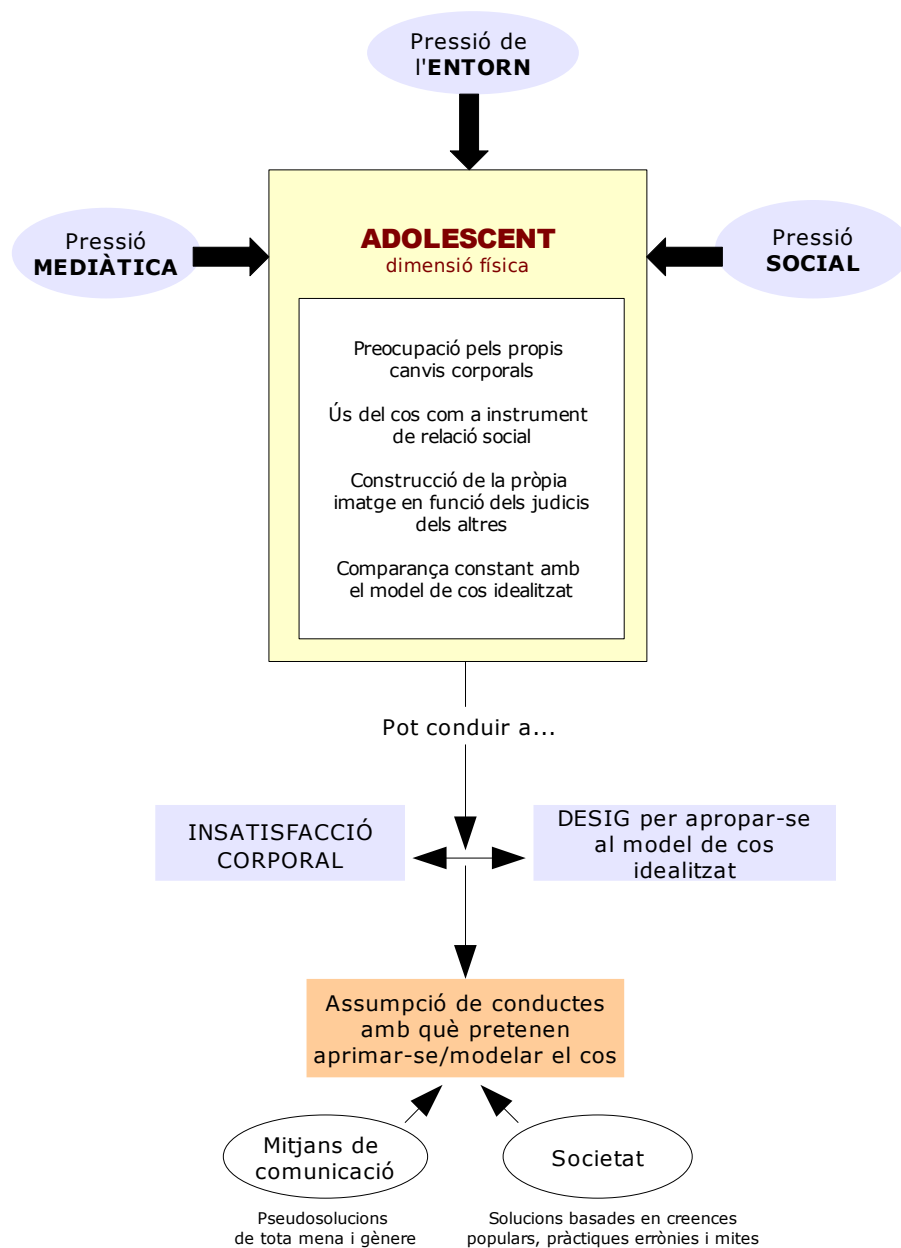 Pressió de
l'ENTORN
Pressió
MEDIÀTICA
ADOLESCENT
dimensió física
Pressió
SOCIAL
Preocupació pels propis
canvis corporals
Ús del cos com a instrument
de relació social
Construcció de la pròpia
imatge en funció dels judicis
dels altres
Comparança constant amb
el model de cos idealitzat
Pot conduir a...
INSATISFACCIÓ
CORPORAL
DESIG per apropar-se
al model de cos
idealitzat
Assumpció de conductes
amb què pretenen
aprimar-se/modelar el cos
Mitjans de
comunicació
Societat
Pseudosolucions
de tota mena i gènere
Solucions basades en creences
populars, pràctiques errònies i mites